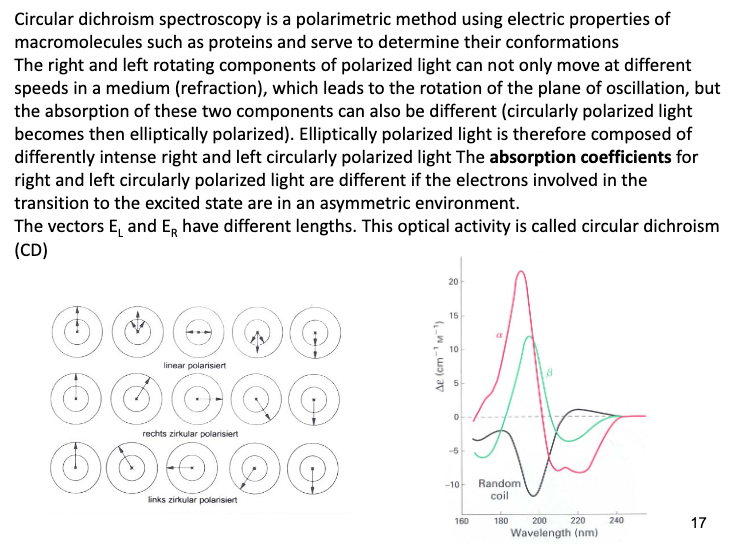 Circular dichroism spectroscopy is a polarimetric method using electric properties of
macromolecules such as proteins and serve to determine their conformations
The right and left rotating components of polarized light can not only move at different
speeds in a medium (refraction), which leads to the rotation of the plane of oscillation, but
the absorption of these two components can also be different (circularly polarized light
becomes then elliptically polarized). Elliptically polarized light is therefore composed of
differently intense right and left circularly polarized light The absorption coefficients for
right and left circularly polarized light are different if the electrons involved in the
transition to the excited state are in an asymmetric environment.
The vectors E_L and E_R have different lengths. This optical activity is called circular dichroism
(CD)
linear polarisiert
rechts zirkular polarisiert
links zirkular polarisiert
Δε (cm⁻¹ M⁻¹)
20
15
10
5
0
−5
−10
α
β
Random
coil
160 180 200 220 240
Wavelength (nm)
17